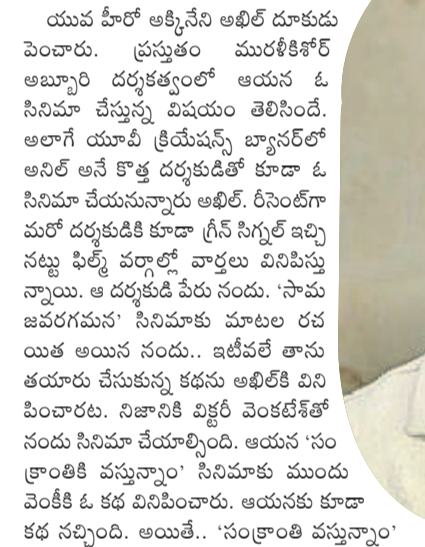 యువ హీరో అక్కినేని అఖిల్ దూకుడు
పెంచారు. ప్రస్తుతం మురళీకిశోర్
అబ్బూరి దర్శకత్వంలో ఆయన ఓ
సినిమా చేస్తున్న విషయం తెలిసిందే.
అలాగే యూవీ క్రియేషన్స్ బ్యానర్‌లో
అనిల్ అనే కొత్త దర్శకుడితో కూడా ఓ
సినిమా చేయనున్నారు అఖిల్. రీసెంట్‌గా
మరో దర్శకుడికి కూడా గ్రీన్ సిగ్నల్ ఇచ్చి
నట్టు ఫిల్మ్ వర్గాల్లో వార్తలు వినిపిస్తు
న్నాయి. ఆ దర్శకుడి పేరు నందు. ‘సామ
జవరగమన’ సినిమాకు మాటల రచ
యిత అయిన నందు.. ఇటీవలే తాను
తయారు చేసుకున్న కథను అఖిల్‌కి విని
పించారట. నిజానికి విక్టరీ వెంకటేశ్‌తో
నందు సినిమా చేయాల్సింది. ఆయన ‘సం
క్రాంతికి వస్తున్నాం’ సినిమాకు ముందు
వెంకీకి ఓ కథ వినిపించారు. ఆయనకు కూడా
కథ నచ్చింది. అయితే.. ‘సంక్రాంతి వస్తున్నాం’